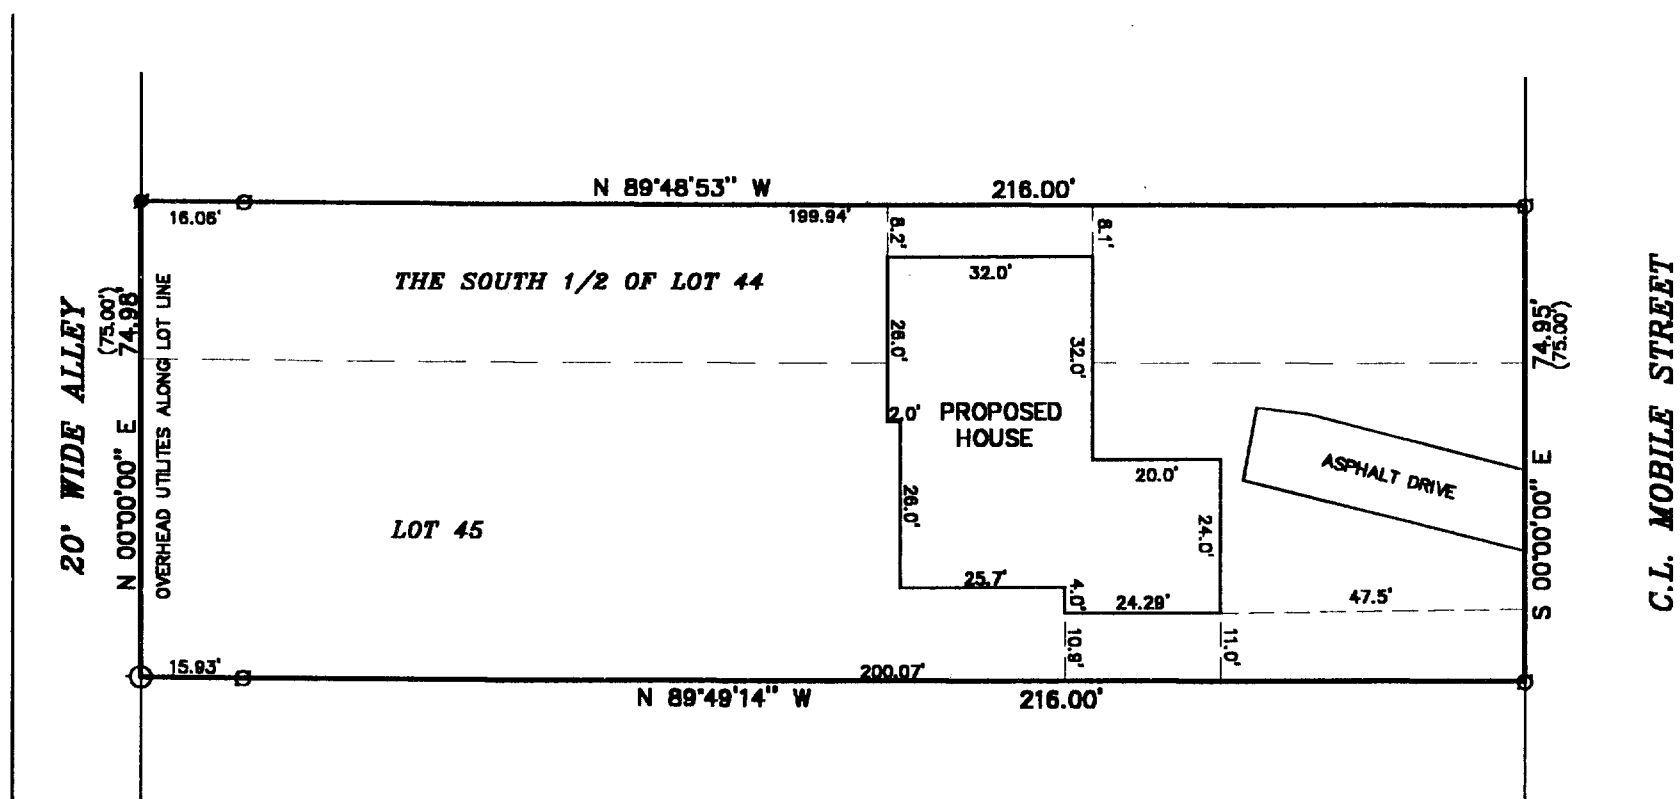 N 89°48'53" W
216.00'
16.06'
199.94'
8.2'
8.1'
THE SOUTH 1/2 OF LOT 44
32.0'
20' WIDE ALLEY
(75.00')
74.98'
N 00°00'00" E
OVERHEAD UTILITES ALONG LOT LINE
26.0'
32.0'
2.0'
PROPOSED
HOUSE
20.0'
ASPHALT DRIVE
74.95'
(75.00')
S 00°00'00" E
C.L. MOBILE STREET
LOT 45
26.0'
24.0'
25.7'
4.0'
24.29'
47.5'
10.9'
11.0'
15.93'
200.07'
N 89°49'14" W
216.00'